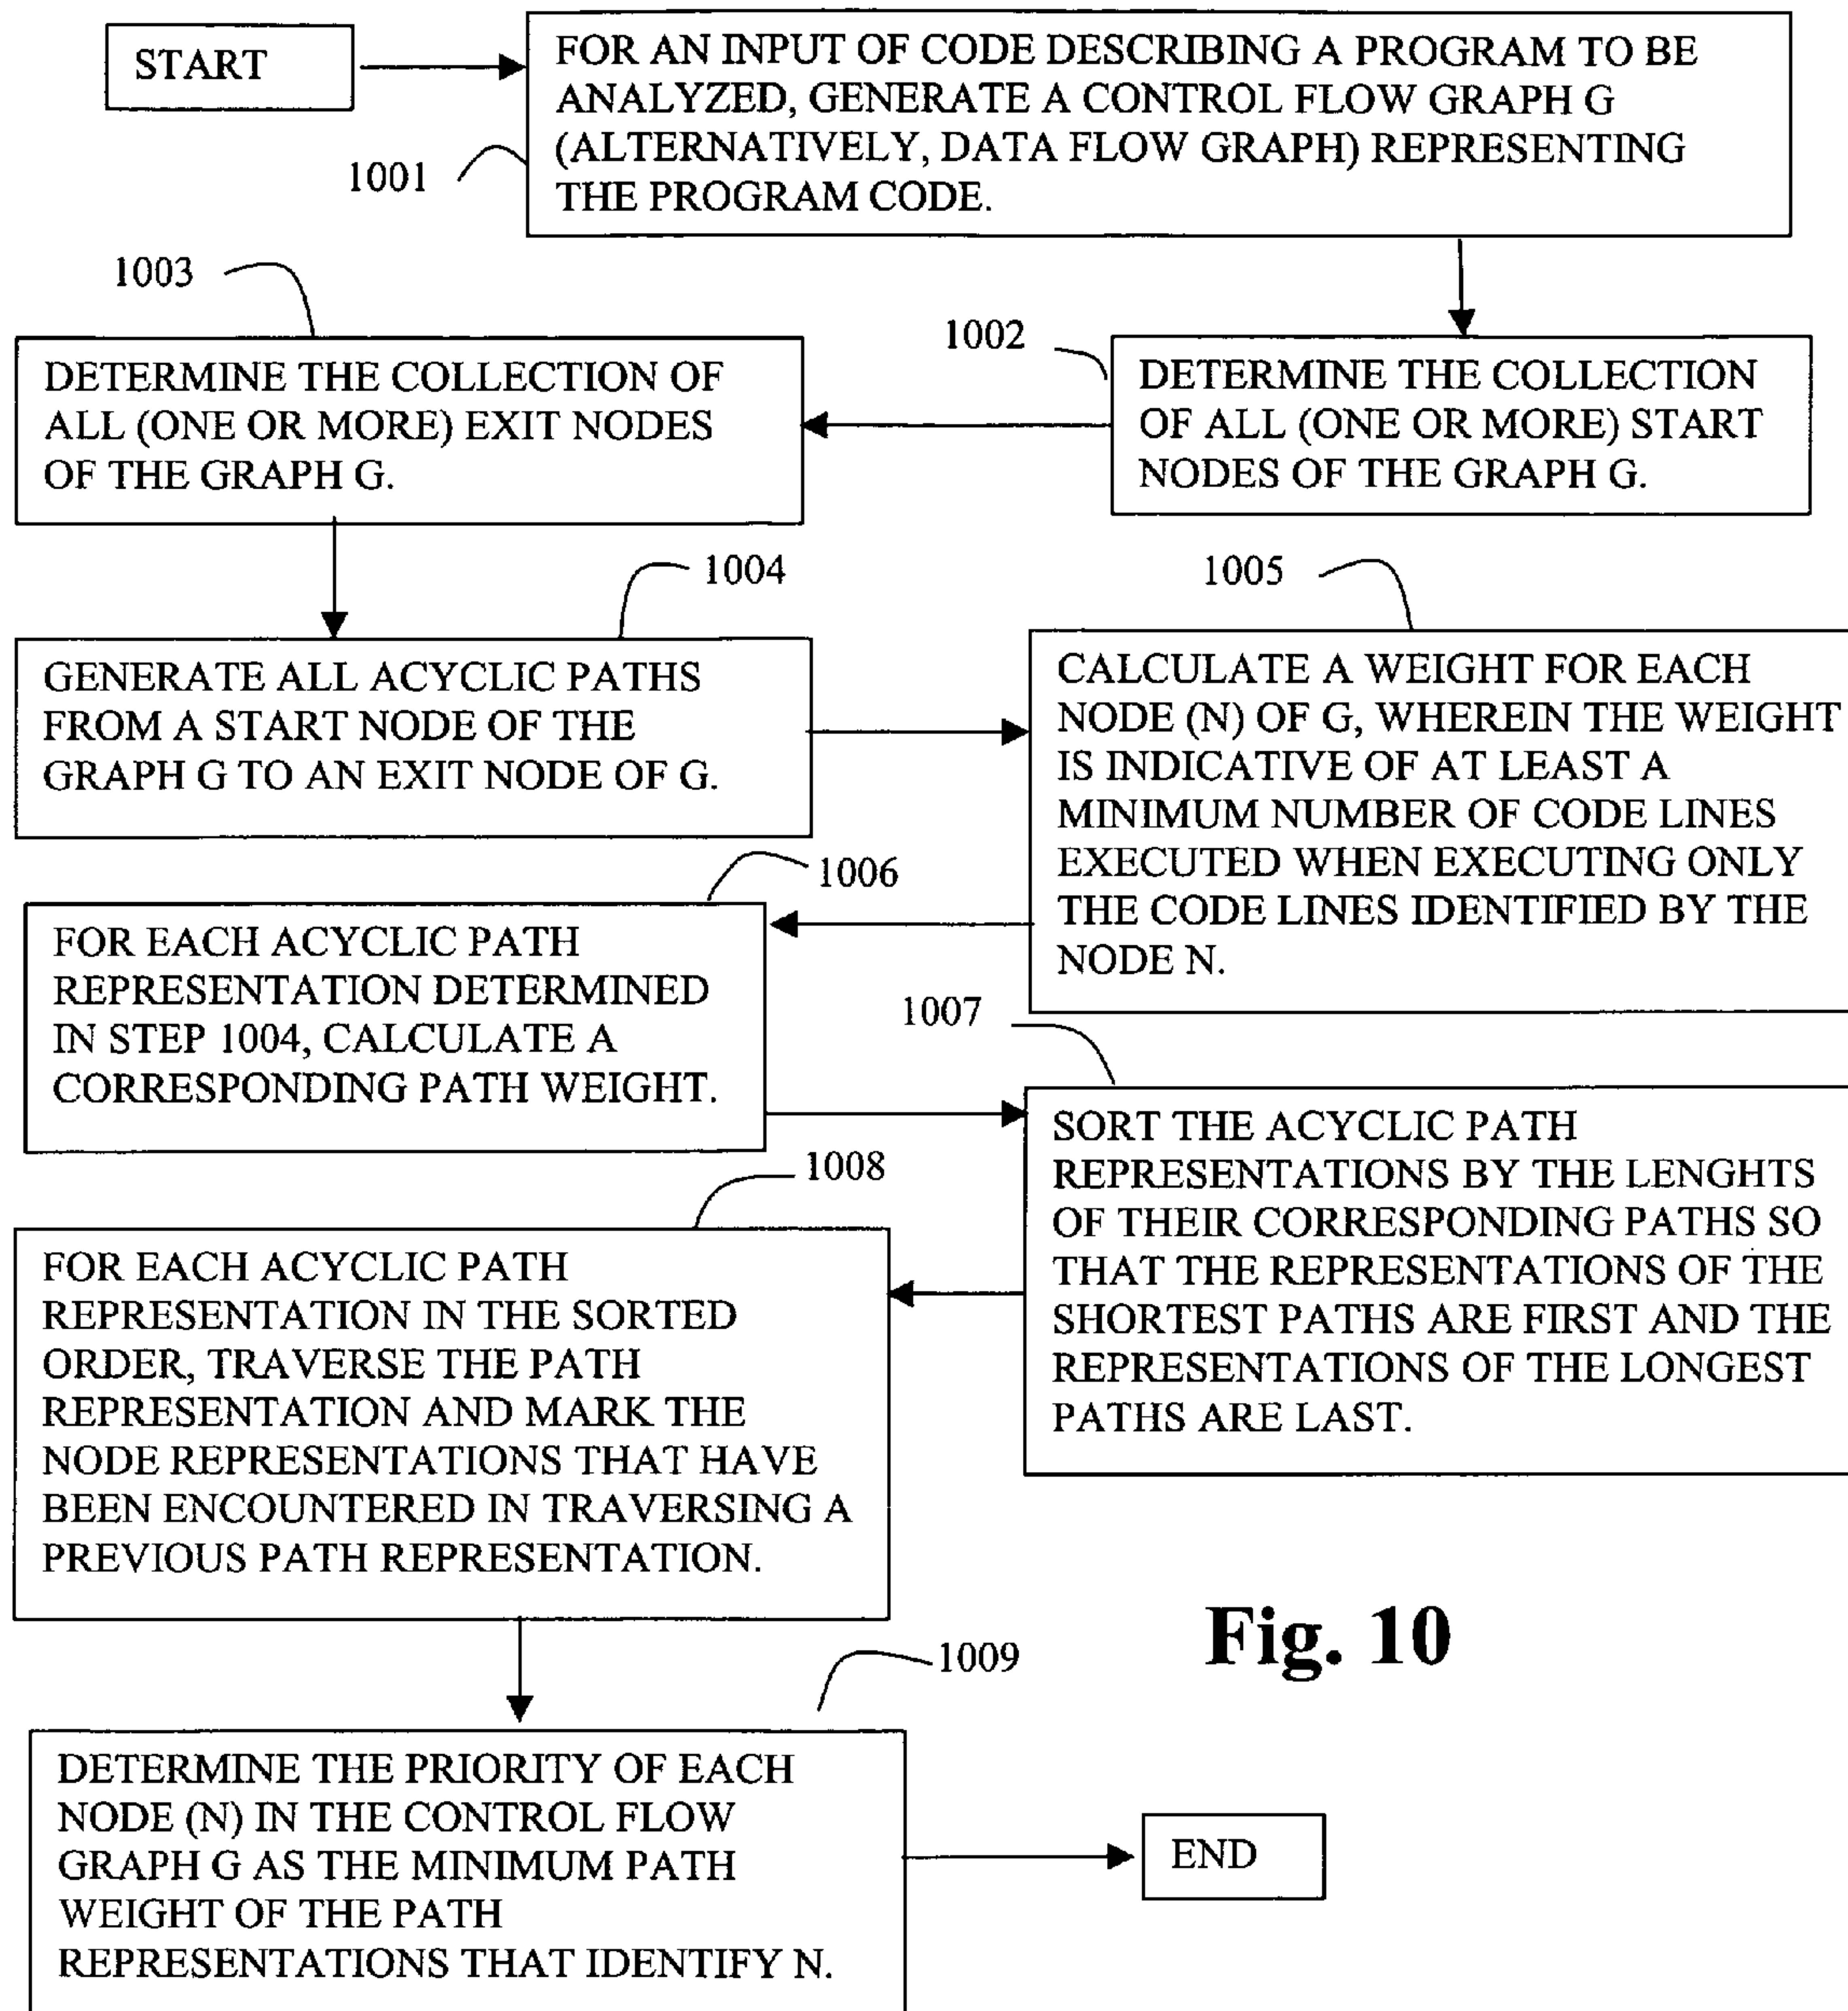 START
FOR AN INPUT OF CODE DESCRIBING A PROGRAM TO BE
ANALYZED, GENERATE A CONTROL FLOW GRAPH G
(ALTERNATIVELY, DATA FLOW GRAPH) REPRESENTING
THE PROGRAM CODE.
1001
1002
DETERMINE THE COLLECTION
OF ALL (ONE OR MORE) START
NODES OF THE GRAPH G.
1003
DETERMINE THE COLLECTION OF
ALL (ONE OR MORE) EXIT NODES
OF THE GRAPH G.
1004
GENERATE ALL ACYCLIC PATHS
FROM A START NODE OF THE
GRAPH G TO AN EXIT NODE OF G.
1005
CALCULATE A WEIGHT FOR EACH
NODE (N) OF G, WHEREIN THE WEIGHT
IS INDICATIVE OF AT LEAST A
MINIMUM NUMBER OF CODE LINES
EXECUTED WHEN EXECUTING ONLY
THE CODE LINES IDENTIFIED BY THE
NODE N.
1006
FOR EACH ACYCLIC PATH
REPRESENTATION DETERMINED
IN STEP 1004, CALCULATE A
CORRESPONDING PATH WEIGHT.
1007
SORT THE ACYCLIC PATH
REPRESENTATIONS BY THE LENGHTS
OF THEIR CORRESPONDING PATHS SO
THAT THE REPRESENTATIONS OF THE
SHORTEST PATHS ARE FIRST AND THE
REPRESENTATIONS OF THE LONGEST
PATHS ARE LAST.
1008
FOR EACH ACYCLIC PATH
REPRESENTATION IN THE SORTED
ORDER, TRAVERSE THE PATH
REPRESENTATION AND MARK THE
NODE REPRESENTATIONS THAT HAVE
BEEN ENCOUNTERED IN TRAVERSING A
PREVIOUS PATH REPRESENTATION.
1009
DETERMINE THE PRIORITY OF EACH
NODE (N) IN THE CONTROL FLOW
GRAPH G AS THE MINIMUM PATH
WEIGHT OF THE PATH
REPRESENTATIONS THAT IDENTIFY N.
END
Fig. 10